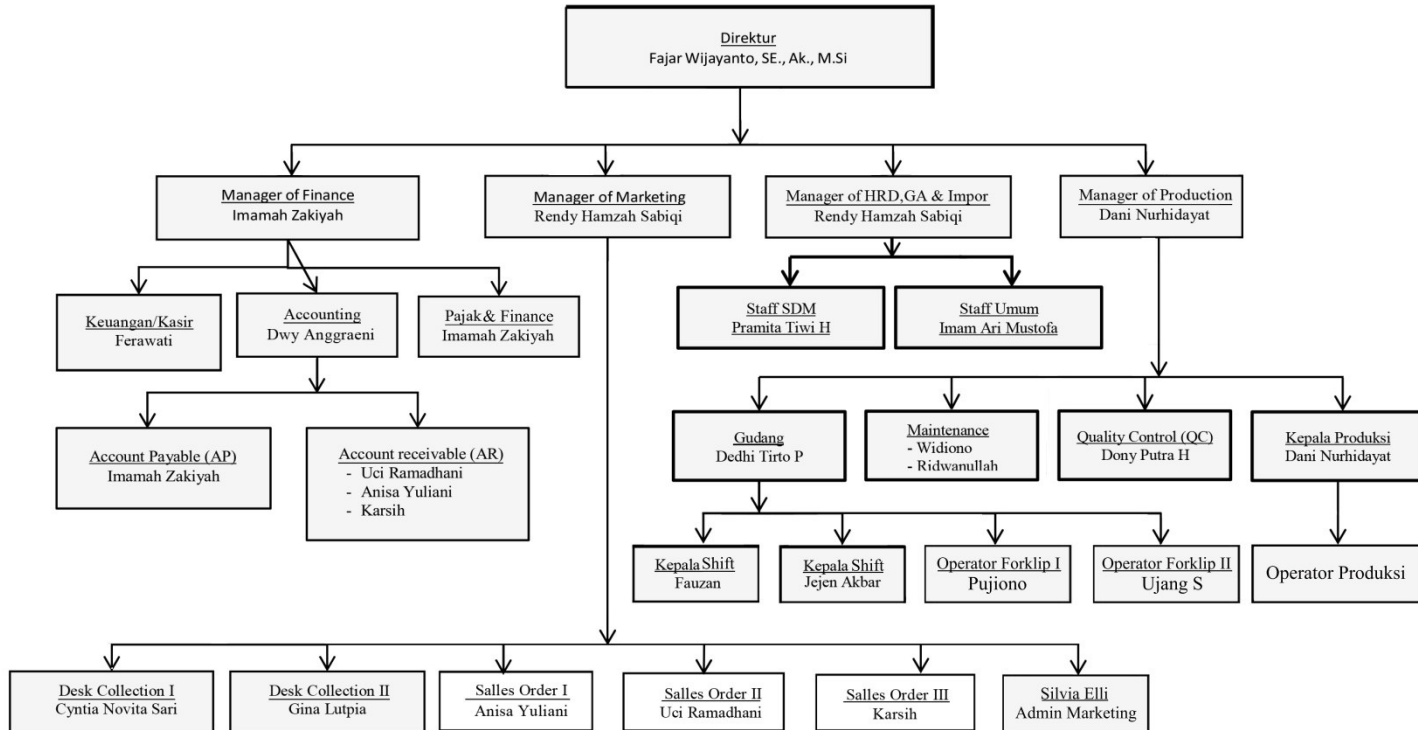 Direktur
Fajar Wijayanto, SE., Ak., M.Si
Manager of Finance
Imamah Zakiyah
Manager of Marketing
Rendy Hamzah Sabiqi
Manager of HRD,GA & Impor
Rendy Hamzah Sabiqi
Manager of Production
Dani Nurhidayat
Keuangan/Kasir
Ferawati
Accounting
Dwy Anggraeni
Pajak & Finance
Imamah Zakiyah
Staff SDM
Pramita Tiwi H
Staff Umum
Imam Ari Mustofa
Account Payable (AP)
Imamah Zakiyah
Account receivable (AR)
- Uci Ramadhani
- Anisa Yuliani
- Karsih
Gudang
Dedhi Tirto P
Maintenance
- Widiono
- Ridwanullah
Quality Control (QC)
Dony Putra H
Kepala Produksi
Dani Nurhidayat
Kepala Shift
Fauzan
Kepala Shift
Jejen Akbar
Operator Forklip I
Pujiono
Operator Forklip II
Ujang S
Operator Produksi
Desk Collection I
Cyntia Novita Sari
Desk Collection II
Gina Lutpia
Salles Order I
Anisa Yuliani
Salles Order II
Uci Ramadhani
Salles Order III
Karsih
Silvia Elli
Admin Marketing